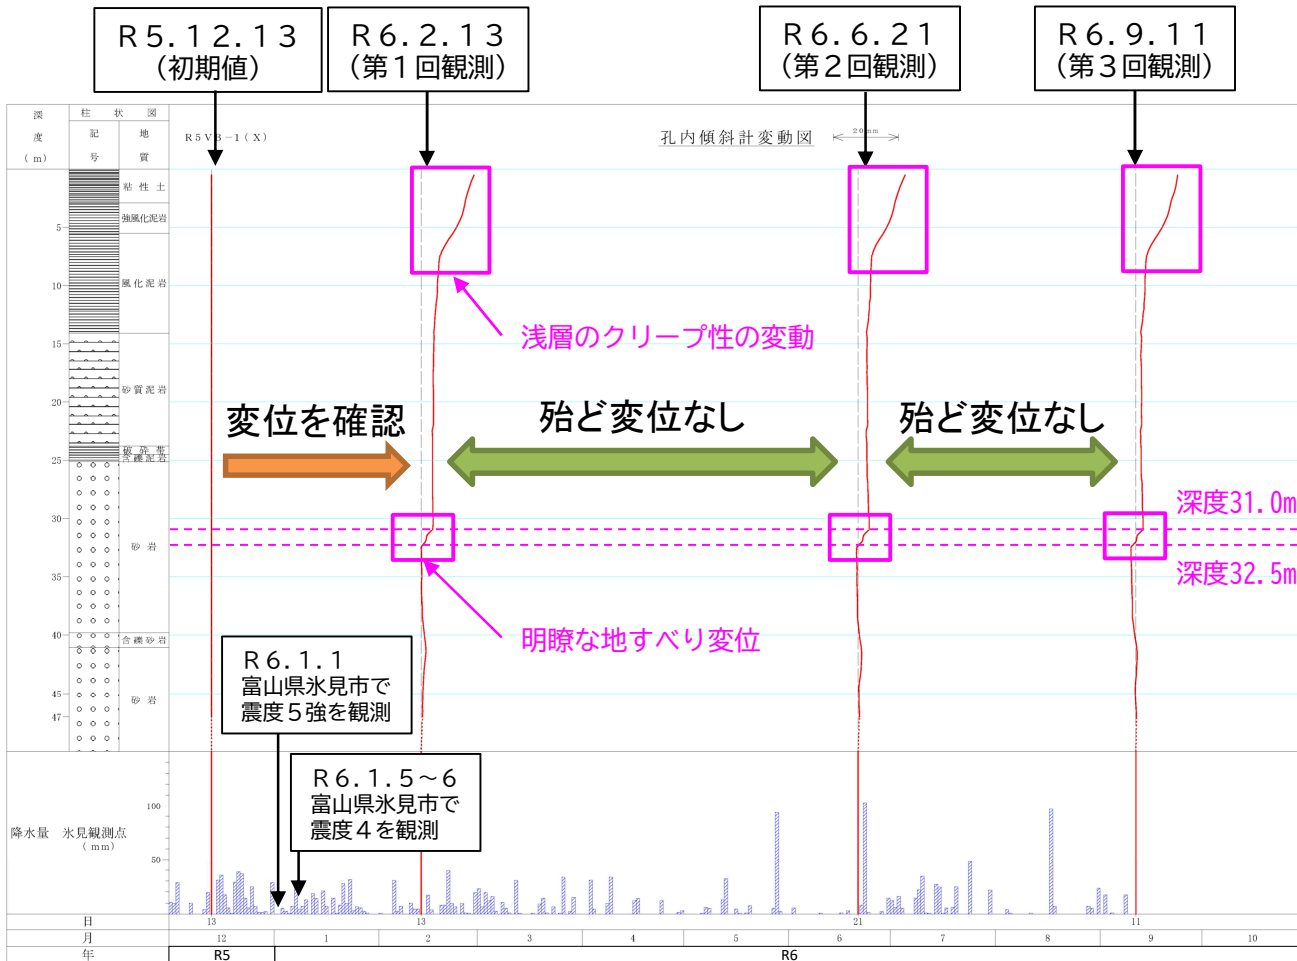 Ｒ５．１２．１３
（初期値）
Ｒ６．２．１３
（第１回観測）
Ｒ６．６．２１
（第２回観測）
Ｒ６．９．１１
（第３回観測）
深度(m)
柱状図
記号
地質
R5VB-1(X)
孔内傾斜計変動図
20mm
粘性土
強風化泥岩
5
風化泥岩
10
浅層のクリープ性の変動
15
砂質泥岩
20
変位を確認
殆ど変位なし
殆ど変位なし
破砕帯
含礫泥岩
25
30
深度31.0m
砂岩
深度32.5m
35
明瞭な地すべり変位
40
含礫砂岩
Ｒ６．１．１
富山県氷見市で
震度５強を観測
45
砂岩
47
Ｒ６．１．５～６
富山県氷見市で
震度４を観測
100
降水量 氷見観測点
(mm)
50
日 13 13 21 11
月 12 1 2 3 4 5 6 7 8 9 10
年 R5 R6